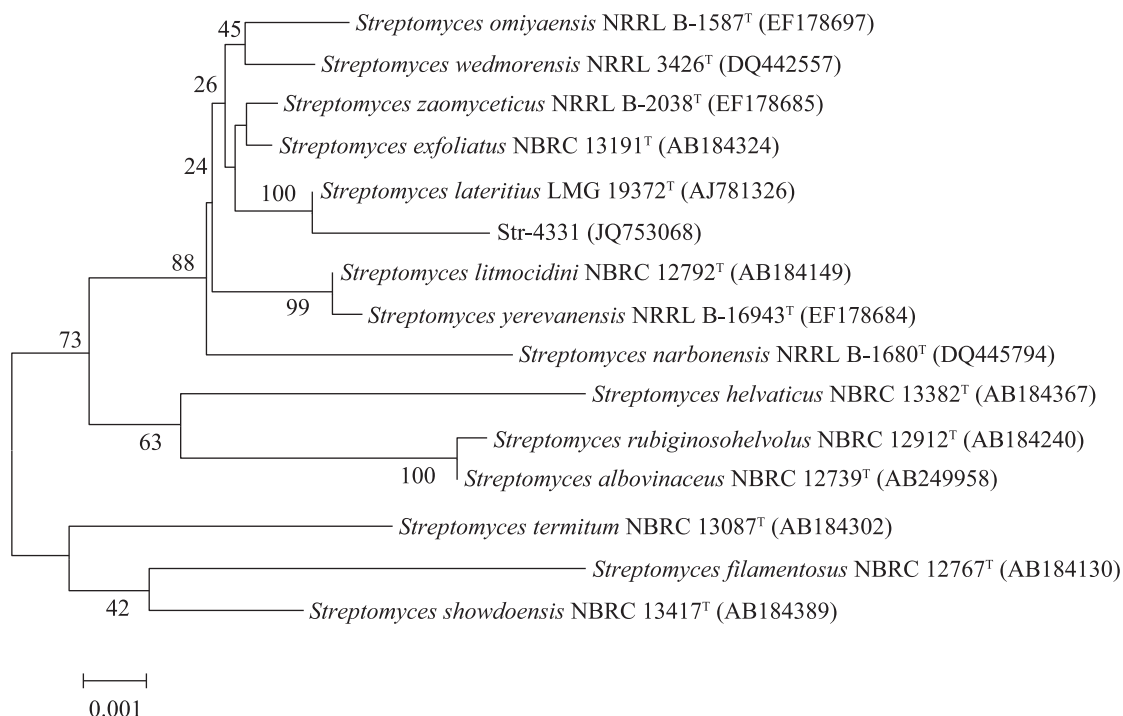 45
Streptomyces omiyaensis NRRL B-1587ᵀ (EF178697)
Streptomyces wedmorensis NRRL 3426ᵀ (DQ442557)
26
Streptomyces zaomyceticus NRRL B-2038ᵀ (EF178685)
Streptomyces exfoliatus NBRC 13191ᵀ (AB184324)
24
100
Streptomyces lateritius LMG 19372ᵀ (AJ781326)
Str-4331 (JQ753068)
88
Streptomyces litmocidini NBRC 12792ᵀ (AB184149)
99
Streptomyces yerevanensis NRRL B-16943ᵀ (EF178684)
73
Streptomyces narbonensis NRRL B-1680ᵀ (DQ445794)
Streptomyces helvaticus NBRC 13382ᵀ (AB184367)
63
Streptomyces rubiginosohelvolus NBRC 12912ᵀ (AB184240)
100
Streptomyces albovinaceus NBRC 12739ᵀ (AB249958)
Streptomyces termitum NBRC 13087ᵀ (AB184302)
Streptomyces filamentosus NBRC 12767ᵀ (AB184130)
42
Streptomyces showdoensis NBRC 13417ᵀ (AB184389)
0.001